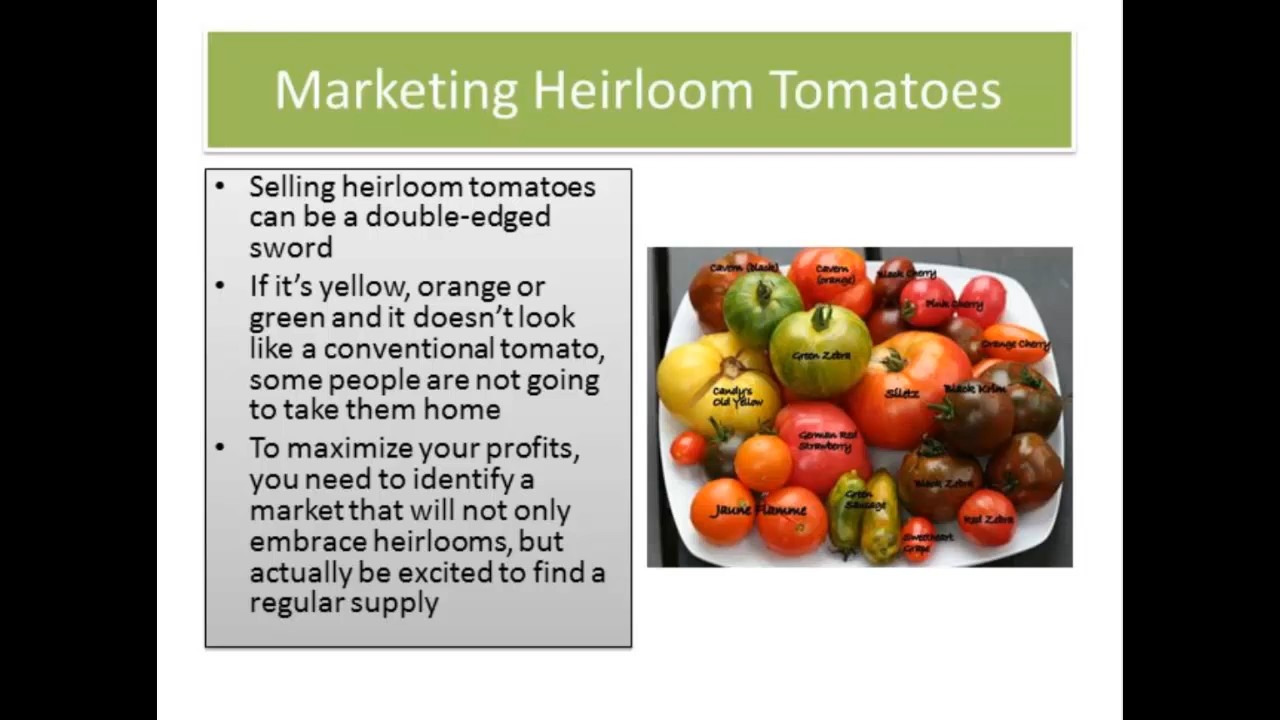 Marketing Heirloom Tomatoes
• Selling heirloom tomatoes
can be a double-edged
sword
• If it’s yellow, orange or
green and it doesn’t look
like a conventional tomato,
some people are not going
to take them home
• To maximize your profits,
you need to identify a
market that will not only
embrace heirlooms, but
actually be excited to find a
regular supply
Cavern (black)
Cavern
(orange)
Black Cherry
Pink Cherry
Orange Cherry
Green Zebra
Candy's
Old Yellow
Siletz
Black Krim
German Red
Strawberry
Black Zebra
Green
Sausage
Jaune Flamme
Red Zebra
Sweetheart
Grape